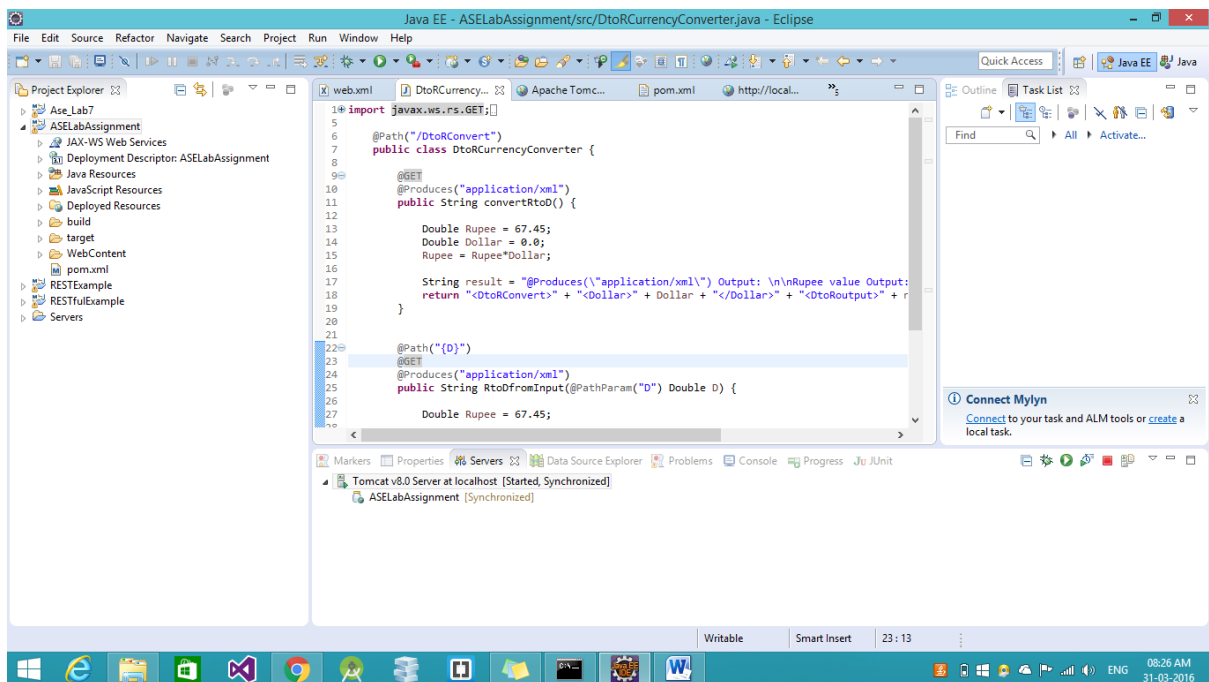 Java EE - ASELabAssignment/src/DtoRCurrencyConverter.java - Eclipse
File Edit Source Refactor Navigate Search Project Run Window Help
Quick Access
Java EE
Java
Project Explorer
Ase_Lab7
ASELabAssignment
JAX-WS Web Services
Deployment Descriptor: ASELabAssignment
Java Resources
JavaScript Resources
Deployed Resources
build
target
WebContent
pom.xml
RESTExample
RESTfulExample
Servers
web.xml
DtoRCurrency...
Apache Tomc...
pom.xml
http://local...
»5
1 import javax.ws.rs.GET;
5
6 @Path("/DtoRConvert")
7 public class DtoRCurrencyConverter {
8
9 @GET
10 @Produces("application/xml")
11 public String convertRtoD() {
12
13 Double Rupee = 67.45;
14 Double Dollar = 0.0;
15 Rupee = Rupee*Dollar;
16
17 String result = "@Produces(\"application/xml\") Output: \n\nRupee value Output:
18 return "<DtoRConvert>" + "<Dollar>" + Dollar + "</Dollar>" + "<DtoRoutput>" + r
19 }
20
21
22 @Path("{D}")
23 @GET
24 @Produces("application/xml")
25 public String RtoDfromInput(@PathParam("D") Double D) {
26
27 Double Rupee = 67.45;
28
Outline
Task List
Find
All
Activate...
Connect Mylyn
Connect to your task and ALM tools or create a
local task.
Markers
Properties
Servers
Data Source Explorer
Problems
Console
Progress
JUnit
Tomcat v8.0 Server at localhost [Started, Synchronized]
ASELabAssignment [Synchronized]
Writable
Smart Insert
23 : 13
ENG
08:26 AM
31-03-2016